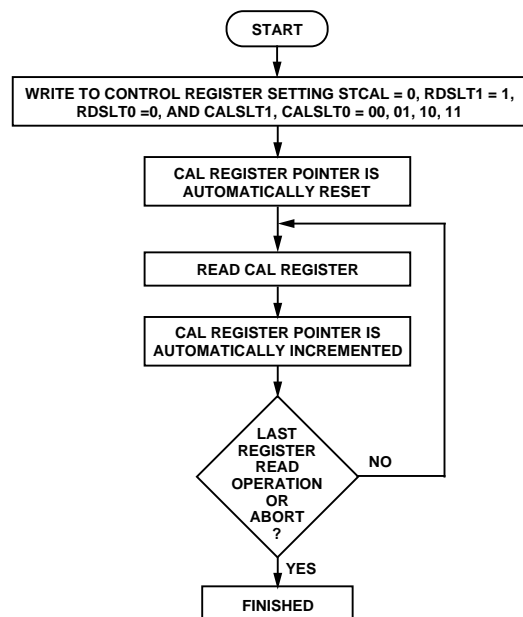 START
WRITE TO CONTROL REGISTER SETTING STCAL = 0, RDSLT1 = 1,
RDSLT0 =0, AND CALSLT1, CALSLT0 = 00, 01, 10, 11
CAL REGISTER POINTER IS
AUTOMATICALLY RESET
READ CAL REGISTER
CAL REGISTER POINTER IS
AUTOMATICALLY INCREMENTED
LAST
REGISTER
READ
OPERATION
OR
ABORT
?
NO
YES
FINISHED